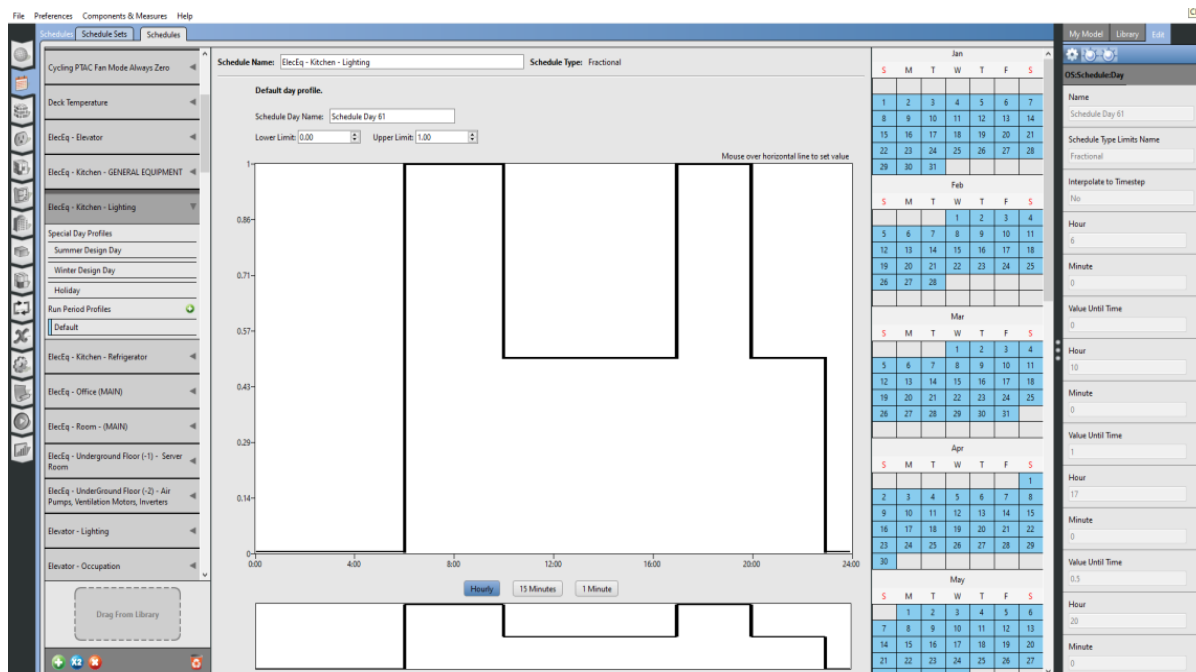 File Preferences Components & Measures Help
Schedules Schedule Sets Schedules
My Model Library Edit
Cycling PTAC Fan Mode Always Zero
Deck Temperature
ElecEq - Elevator
ElecEq - Kitchen - GENERAL EQUIPMENT
ElecEq - Kitchen - Lighting
Special Day Profiles
Summer Design Day
Winter Design Day
Holiday
Run Period Profiles
Default
ElecEq - Kitchen - Refrigerator
ElecEq - Office (MAIN)
ElecEq - Room - (MAIN)
ElecEq - Underground Floor (-1) - Server
Room
ElecEq - UnderGround Floor (-2) - Air
Pumps, Ventilation Motors, Inverters
Elevator - Lighting
Elevator - Occupation
Drag From Library
X2
Schedule Name: ElecEq - Kitchen - Lighting Schedule Type: Fractional
Default day profile.
Schedule Day Name: Schedule Day 61
Lower Limit: 0.00 Upper Limit: 1.00
Mouse over horizontal line to set value
1
0.86
0.71
0.57
0.43
0.29
0.14
0
0:00 4:00 8:00 12:00 16:00 20:00 24:00
Hourly 15 Minutes 1 Minute
Jan
S M T W T F S
1 2 3 4 5 6 7
8 9 10 11 12 13 14
15 16 17 18 19 20 21
22 23 24 25 26 27 28
29 30 31
Feb
S M T W T F S
1 2 3 4
5 6 7 8 9 10 11
12 13 14 15 16 17 18
19 20 21 22 23 24 25
26 27 28
Mar
S M T W T F S
1 2 3 4
5 6 7 8 9 10 11
12 13 14 15 16 17 18
19 20 21 22 23 24 25
26 27 28 29 30 31
Apr
S M T W T F S
1
2 3 4 5 6 7 8
9 10 11 12 13 14 15
16 17 18 19 20 21 22
23 24 25 26 27 28 29
30
May
S M T W T F S
1 2 3 4 5 6
7 8 9 10 11 12 13
14 15 16 17 18 19 20
21 22 23 24 25 26 27
OS:Schedule:Day
Name
Schedule Day 61
Schedule Type Limits Name
Fractional
Interpolate to Timestep
No
Hour
6
Minute
0
Value Until Time
0
Hour
10
Minute
0
Value Until Time
1
Hour
17
Minute
0
Value Until Time
0.5
Hour
20
Minute
0